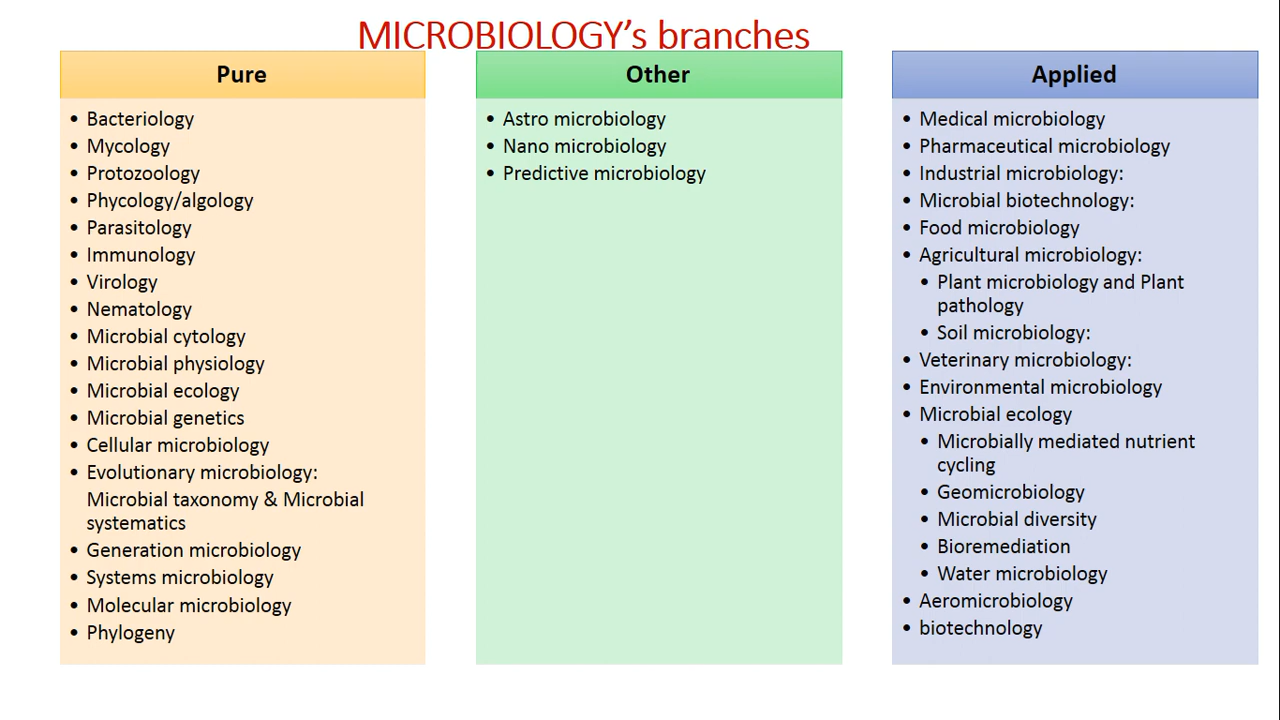 MICROBIOLOGY’s branches
Pure
• Bacteriology
• Mycology
• Protozoology
• Phycology/algology
• Parasitology
• Immunology
• Virology
• Nematology
• Microbial cytology
• Microbial physiology
• Microbial ecology
• Microbial genetics
• Cellular microbiology
• Evolutionary microbiology:
Microbial taxonomy & Microbial
systematics
• Generation microbiology
• Systems microbiology
• Molecular microbiology
• Phylogeny
Other
• Astro microbiology
• Nano microbiology
• Predictive microbiology
Applied
• Medical microbiology
• Pharmaceutical microbiology
• Industrial microbiology:
• Microbial biotechnology:
• Food microbiology
• Agricultural microbiology:
• Plant microbiology and Plant
pathology
• Soil microbiology:
• Veterinary microbiology:
• Environmental microbiology
• Microbial ecology
• Microbially mediated nutrient
cycling
• Geomicrobiology
• Microbial diversity
• Bioremediation
• Water microbiology
• Aeromicrobiology
• biotechnology